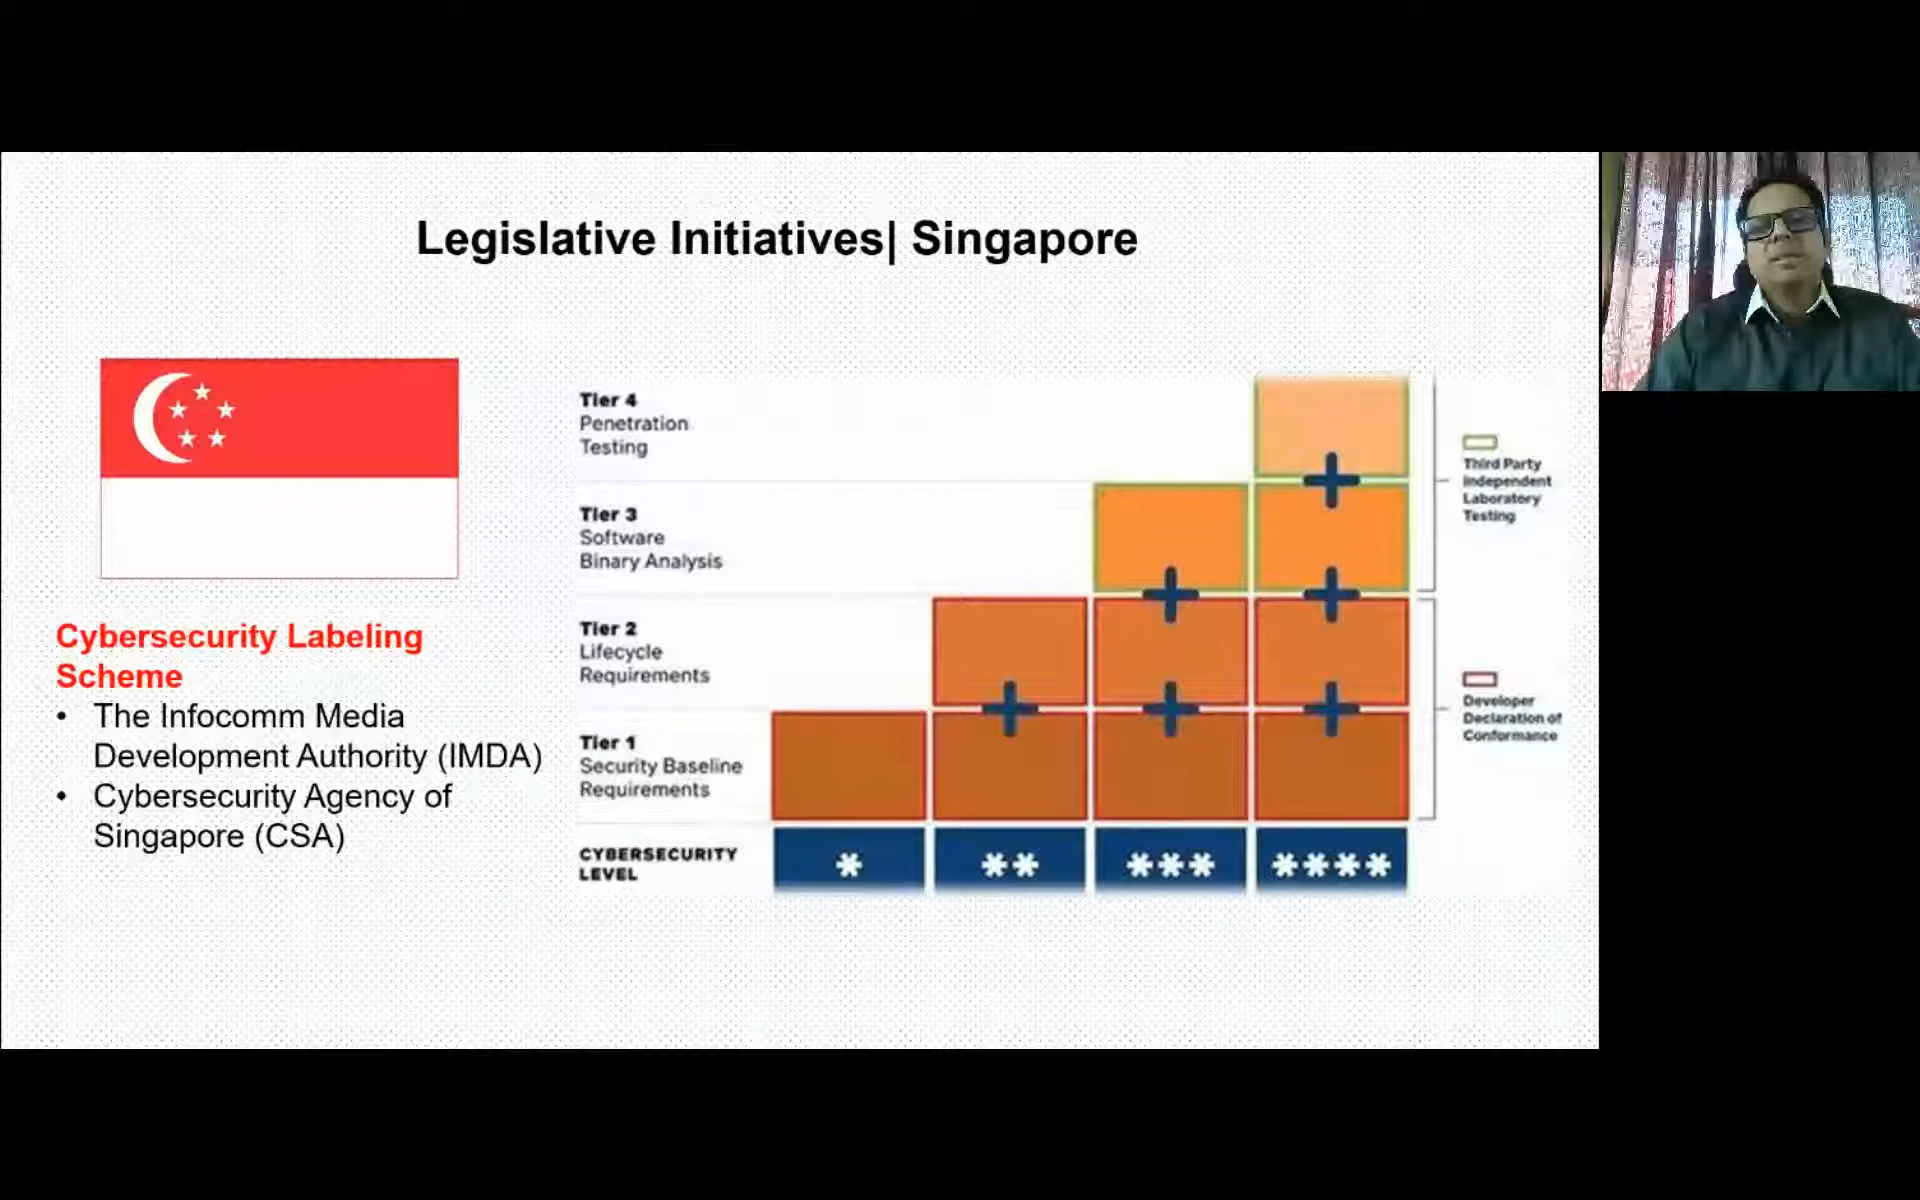 Legislative Initiatives| Singapore
Cybersecurity Labeling
Scheme
• The Infocomm Media
Development Authority (IMDA)
• Cybersecurity Agency of
Singapore (CSA)
Tier 4
Penetration
Testing
Tier 3
Software
Binary Analysis
Tier 2
Lifecycle
Requirements
Tier 1
Security Baseline
Requirements
CYBERSECURITY
LEVEL
*
**
***
****
Third Party
Independent
Laboratory
Testing
Developer
Declaration of
Conformance